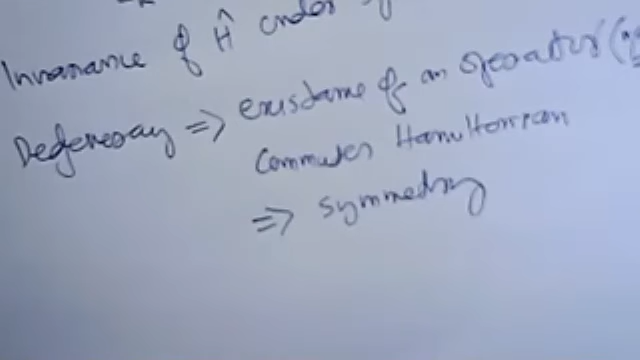 Invariance of Ĥ under
Degeneracy => existence of an operator
commutes Hamiltonian
=> symmetry